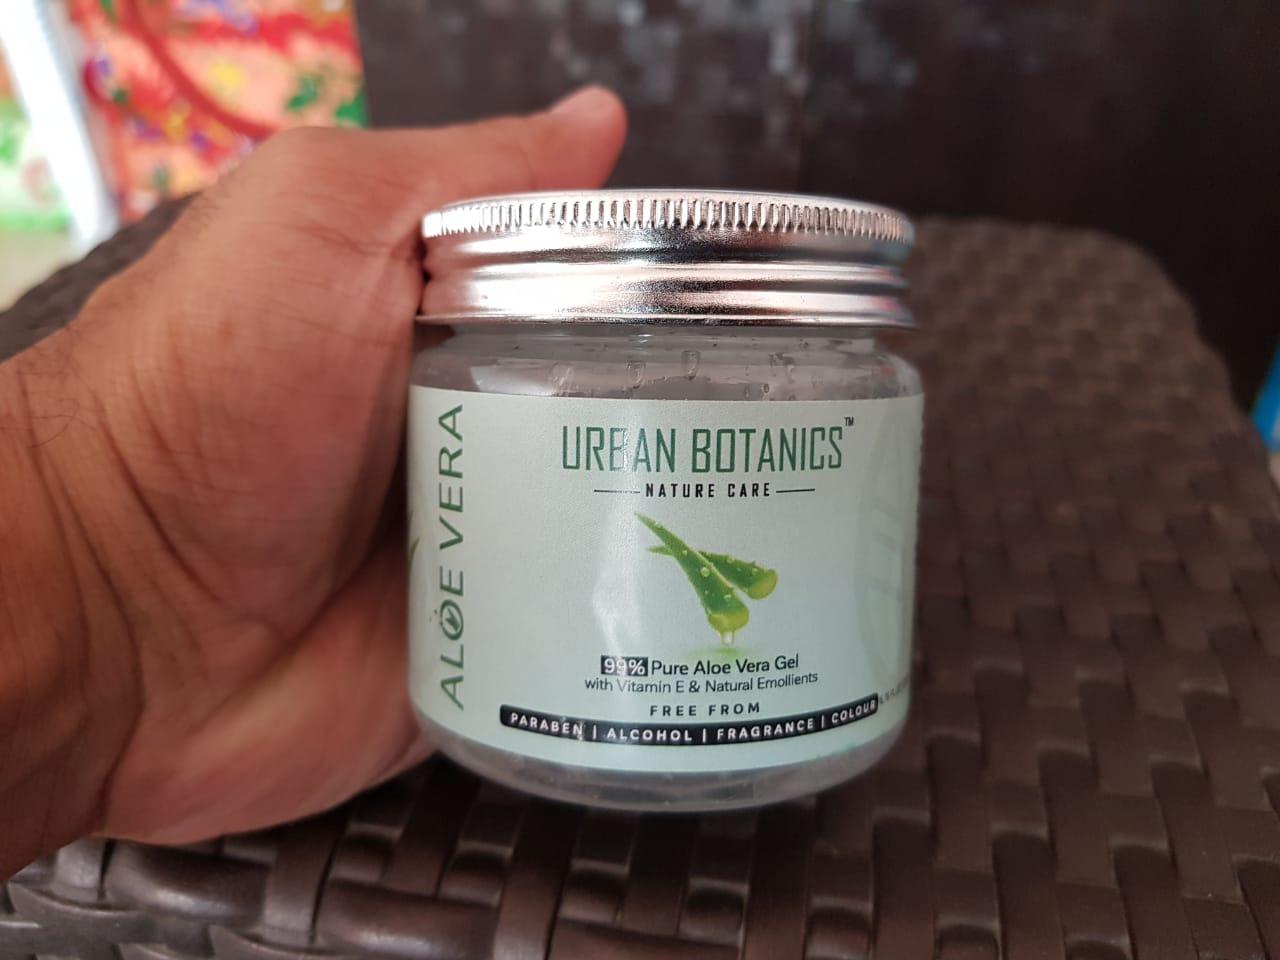 ALOE VERA
URBAN BOTANICS™
NATURE CARE
99% Pure Aloe Vera Gel
with Vitamin E & Natural Emollients
FREE FROM
PARABEN | ALCOHOL | FRAGRANCE | COLOUR